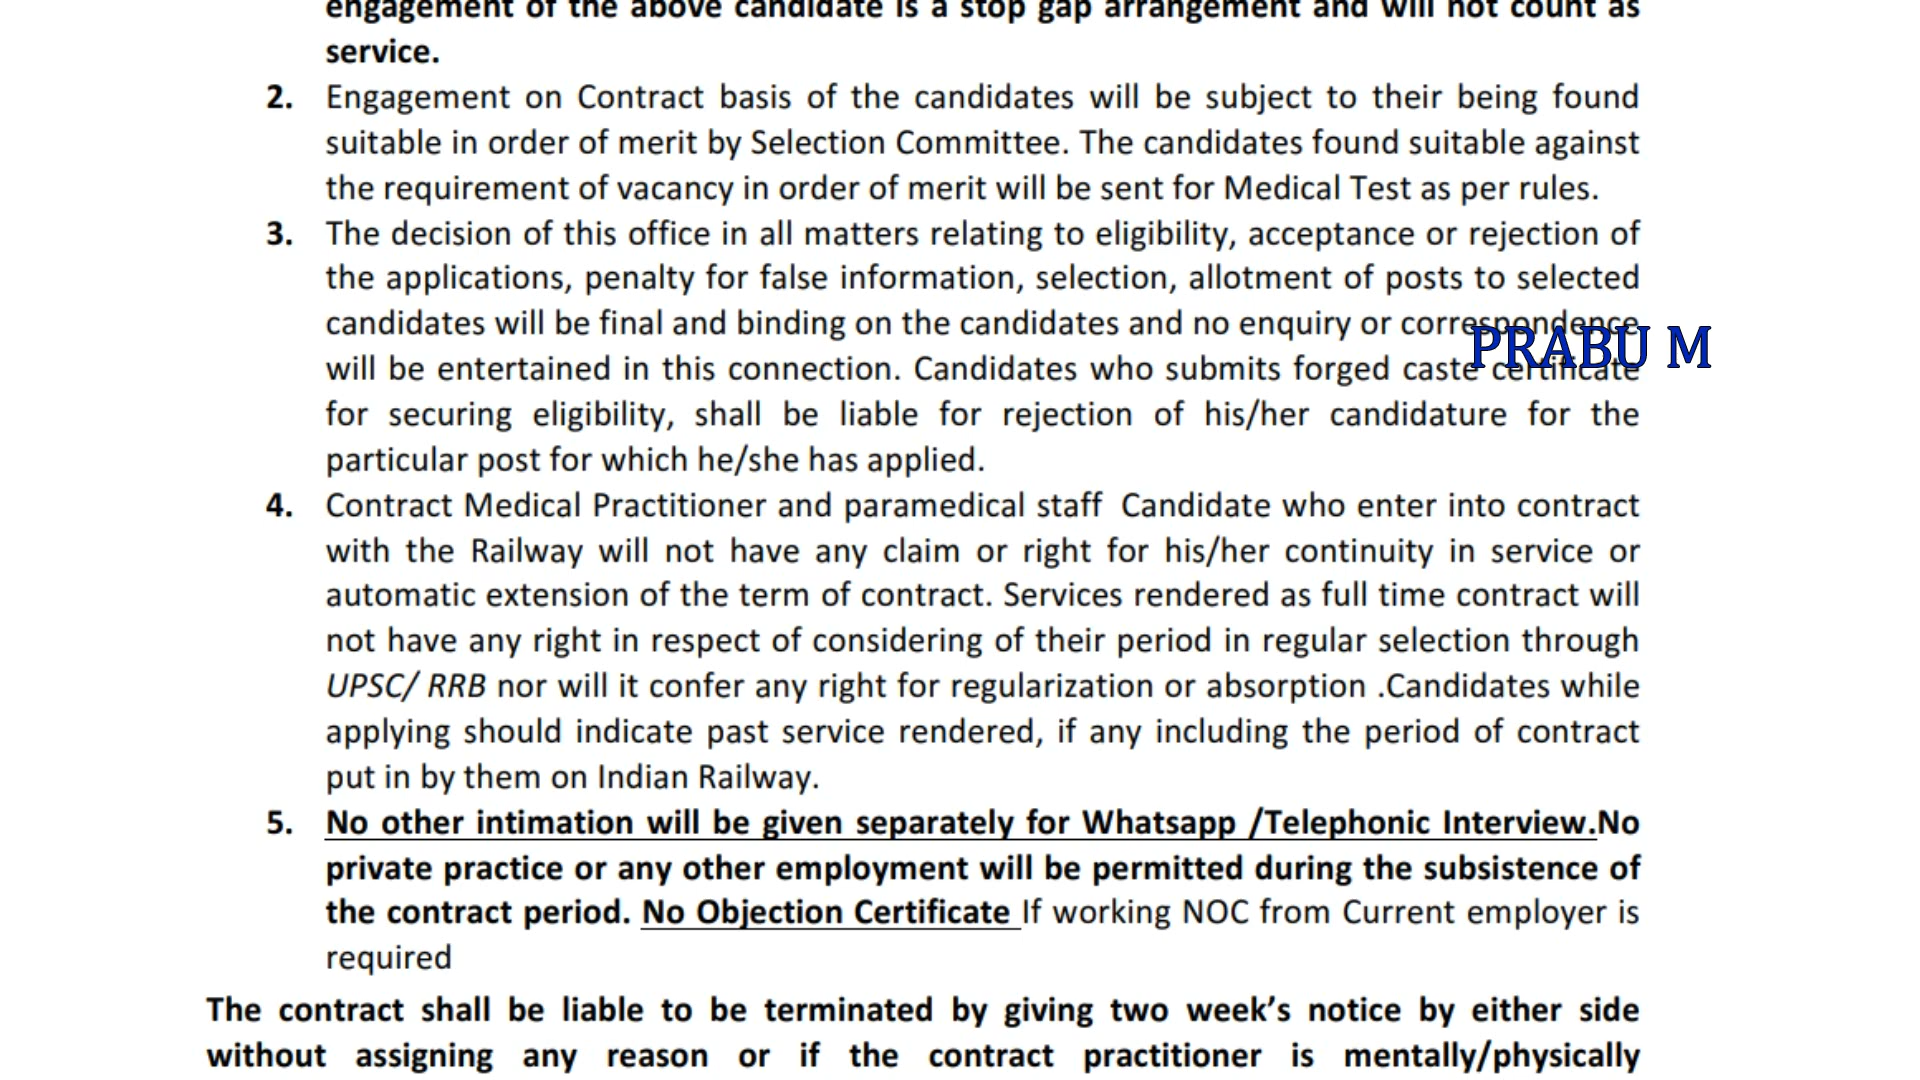 engagement of the above candidate is a stop gap arrangement and will not count as
service.
2. Engagement on Contract basis of the candidates will be subject to their being found
suitable in order of merit by Selection Committee. The candidates found suitable against
the requirement of vacancy in order of merit will be sent for Medical Test as per rules.
3. The decision of this office in all matters relating to eligibility, acceptance or rejection of
the applications, penalty for false information, selection, allotment of posts to selected
candidates will be final and binding on the candidates and no enquiry or correspondence
PRABU M
will be entertained in this connection. Candidates who submits forged caste certificate
for securing eligibility, shall be liable for rejection of his/her candidature for the
particular post for which he/she has applied.
4. Contract Medical Practitioner and paramedical staff Candidate who enter into contract
with the Railway will not have any claim or right for his/her continuity in service or
automatic extension of the term of contract. Services rendered as full time contract will
not have any right in respect of considering of their period in regular selection through
UPSC/ RRB nor will it confer any right for regularization or absorption .Candidates while
applying should indicate past service rendered, if any including the period of contract
put in by them on Indian Railway.
5. No other intimation will be given separately for Whatsapp /Telephonic Interview.No
private practice or any other employment will be permitted during the subsistence of
the contract period. No Objection Certificate If working NOC from Current employer is
required
The contract shall be liable to be terminated by giving two week’s notice by either side
without assigning any reason or if the contract practitioner is mentally/physically